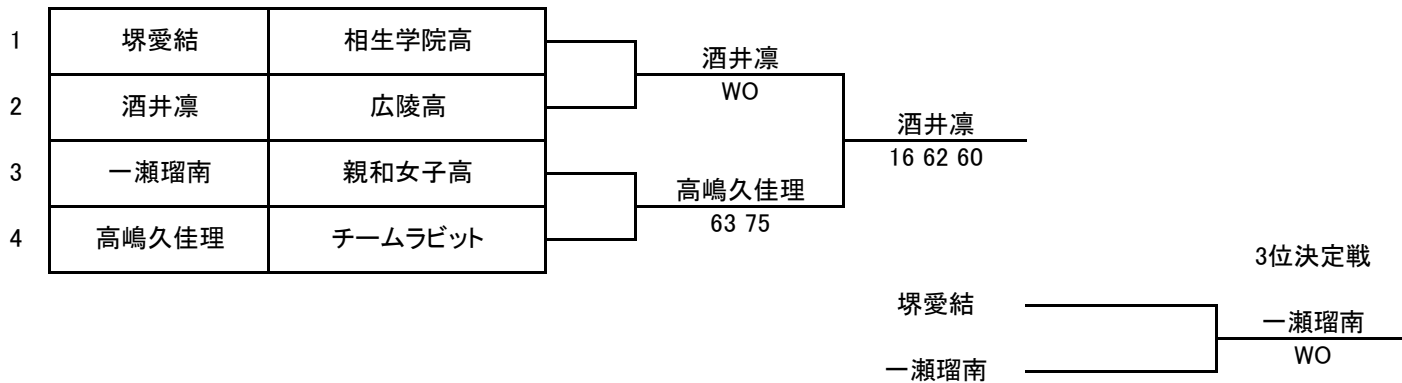 1 堺愛結 相生学院高
酒井凛
WO
2 酒井凛 広陵高
酒井凛
16 62 60
3 一瀬瑠南 親和女子高
高嶋久佳理
63 75
4 高嶋久佳理 チームラビット
3位決定戦
堺愛結
一瀬瑠南
WO
一瀬瑠南